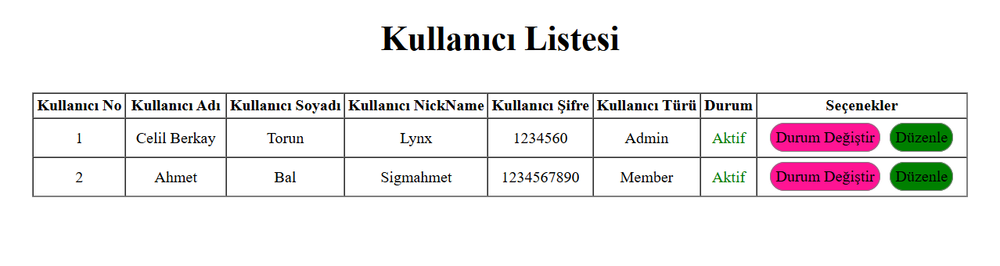 Kullanıcı Listesi
Kullanıcı No Kullanıcı Adı Kullanıcı Soyadı Kullanıcı NickName Kullanıcı Şifre Kullanıcı Türü Durum Seçenekler
1 Celil Berkay Torun Lynx 1234560 Admin Aktif Durum Değiştir Düzenle
2 Ahmet Bal Sigmahmet 1234567890 Member Aktif Durum Değiştir Düzenle